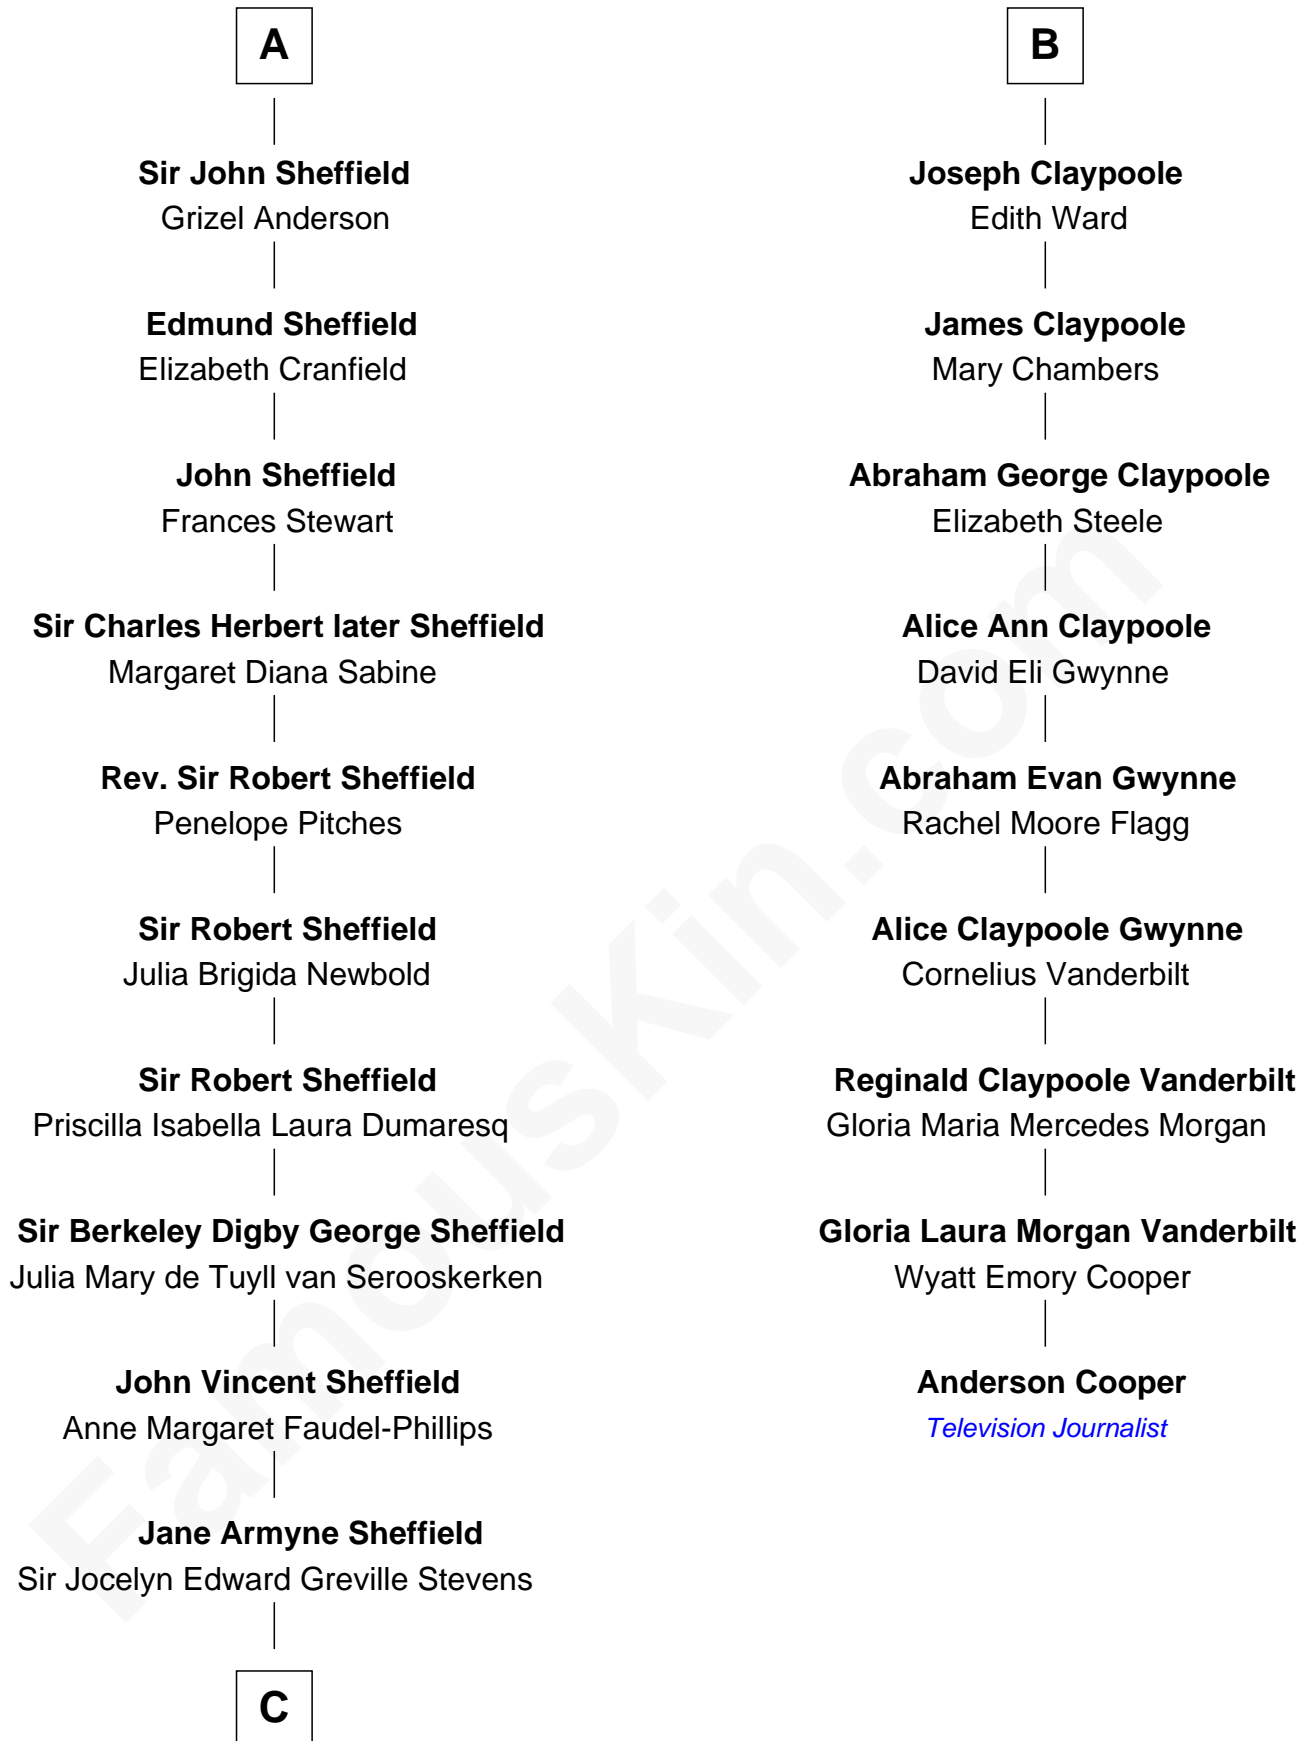 A
Sir John Sheffield
Grizel Anderson
Edmund Sheffield
Elizabeth Cranfield
John Sheffield
Frances Stewart
Sir Charles Herbert later Sheffield
Margaret Diana Sabine
Rev. Sir Robert Sheffield
Penelope Pitches
Sir Robert Sheffield
Julia Brigida Newbold
Sir Robert Sheffield
Priscilla Isabella Laura Dumaresq
Sir Berkeley Digby George Sheffield
Julia Mary de Tuyll van Serooskerken
John Vincent Sheffield
Anne Margaret Faudel-Phillips
Jane Armyne Sheffield
Sir Jocelyn Edward Greville Stevens
C
B
Joseph Claypoole
Edith Ward
James Claypoole
Mary Chambers
Abraham George Claypoole
Elizabeth Steele
Alice Ann Claypoole
David Eli Gwynne
Abraham Evan Gwynne
Rachel Moore Flagg
Alice Claypoole Gwynne
Cornelius Vanderbilt
Reginald Claypoole Vanderbilt
Gloria Maria Mercedes Morgan
Gloria Laura Morgan Vanderbilt
Wyatt Emory Cooper
Anderson Cooper
Television Journalist
FamousKin.com